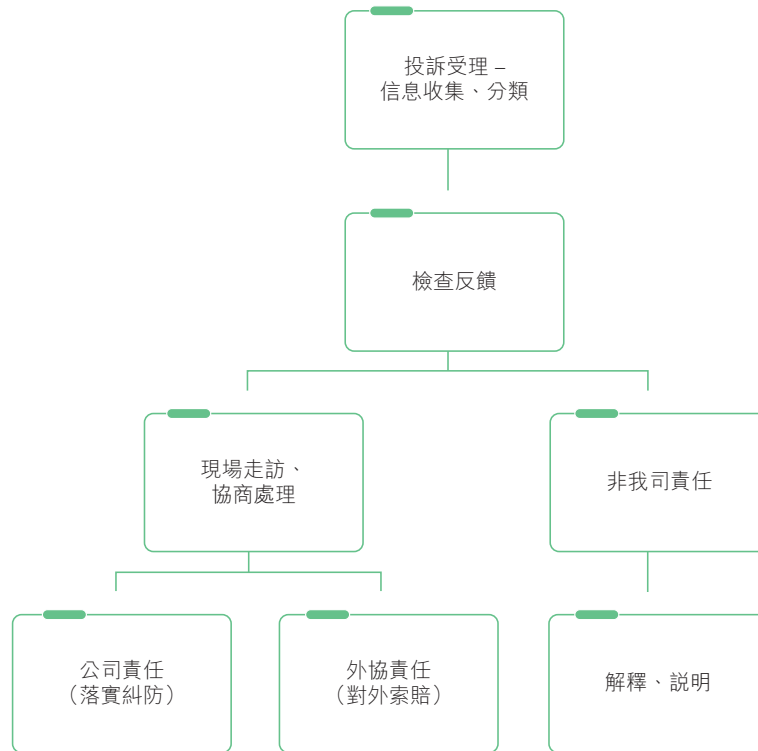 投訴受理 –
信息收集、分類
檢查反饋
現場走訪、
協商處理
非我司責任
公司責任
（落實糾防）
外協責任
（對外索賠）
解釋、説明